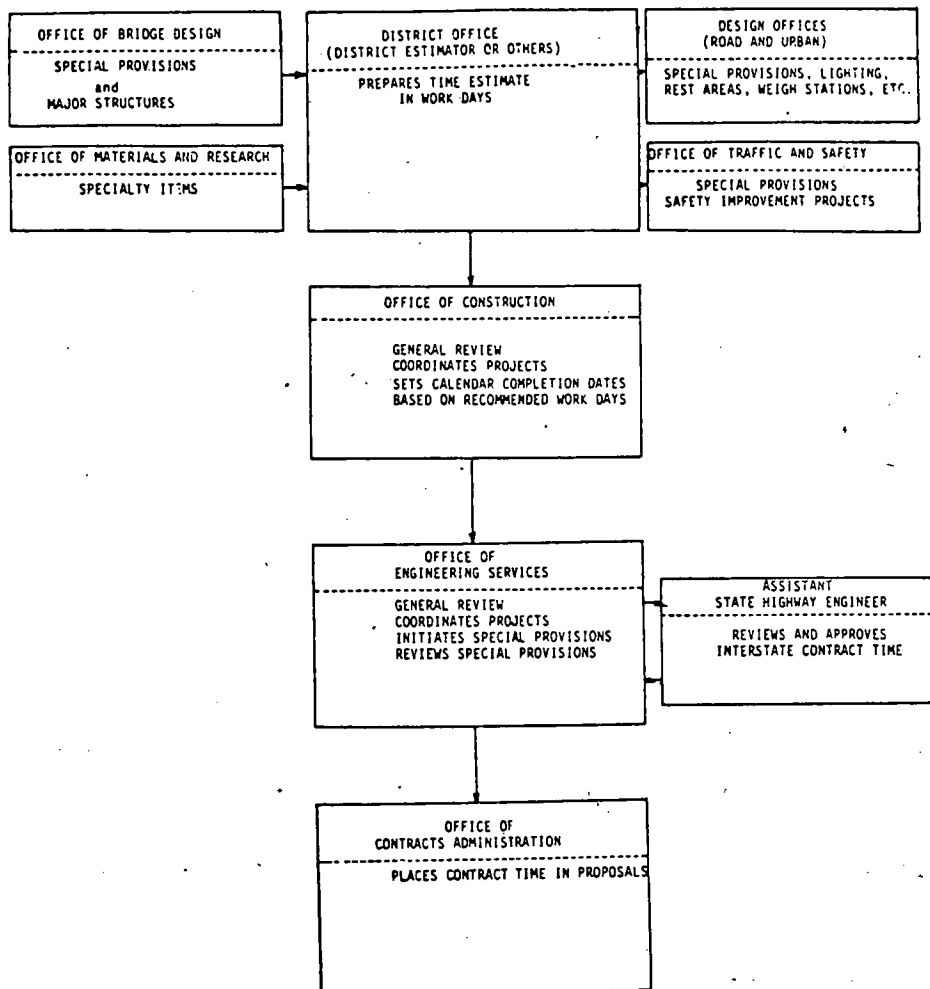 OFFICE OF BRIDGE DESIGN
SPECIAL PROVISIONS
and
MAJOR STRUCTURES
OFFICE OF MATERIALS AND RESEARCH
SPECIALTY ITEMS
DISTRICT OFFICE
(DISTRICT ESTIMATOR OR OTHERS)
PREPARES TIME ESTIMATE
IN WORK DAYS
DESIGN OFFICES
(ROAD AND URBAN)
SPECIAL PROVISIONS, LIGHTING,
REST AREAS, WEIGH STATIONS, ETC.
OFFICE OF TRAFFIC AND SAFETY
SPECIAL PROVISIONS
SAFETY IMPROVEMENT PROJECTS
OFFICE OF CONSTRUCTION
GENERAL REVIEW
COORDINATES PROJECTS
SETS CALENDAR COMPLETION DATES
BASED ON RECOMMENDED WORK DAYS
OFFICE OF
ENGINEERING SERVICES
GENERAL REVIEW
COORDINATES PROJECTS
INITIATES SPECIAL PROVISIONS
REVIEWS SPECIAL PROVISIONS
ASSISTANT
STATE HIGHWAY ENGINEER
REVIEWS AND APPROVES
INTERSTATE CONTRACT TIME
OFFICE OF
CONTRACTS ADMINISTRATION
PLACES CONTRACT TIME IN PROPOSALS